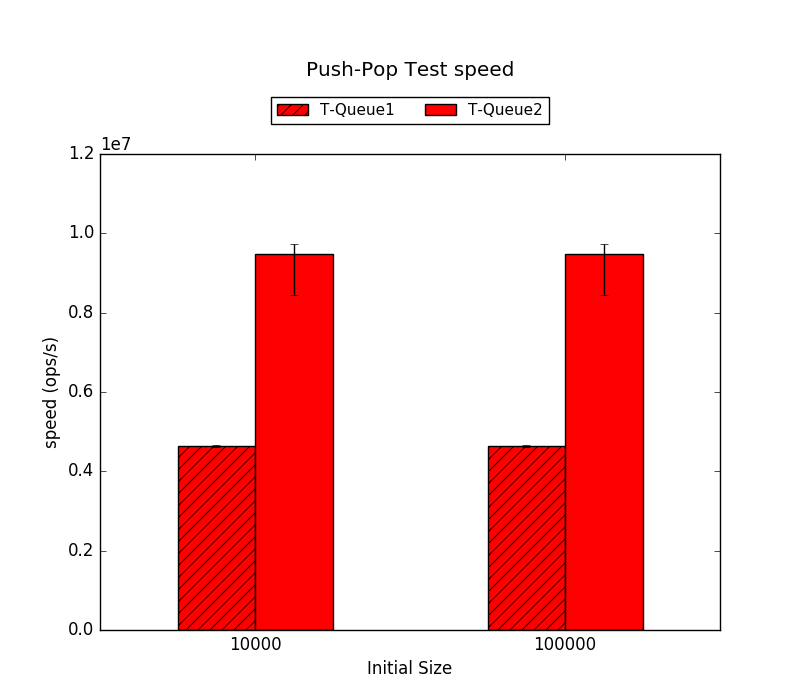 Push-Pop Test speed
T-Queue1 T-Queue2
1e7
1.2
1.0
0.8
0.6
0.4
0.2
0.0
speed (ops/s)
10000 100000
Initial Size